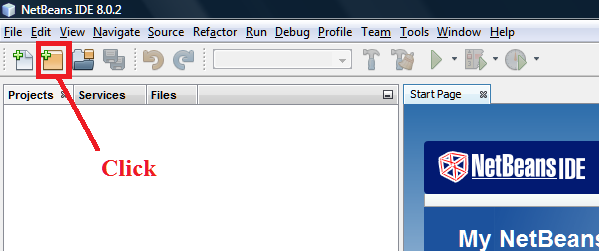 NetBeans IDE 8.0.2
File Edit View Navigate Source Refactor Run Debug Profile Team Tools Window Help
Projects Services Files Start Page
Click
NetBeans IDE
My NetBeans